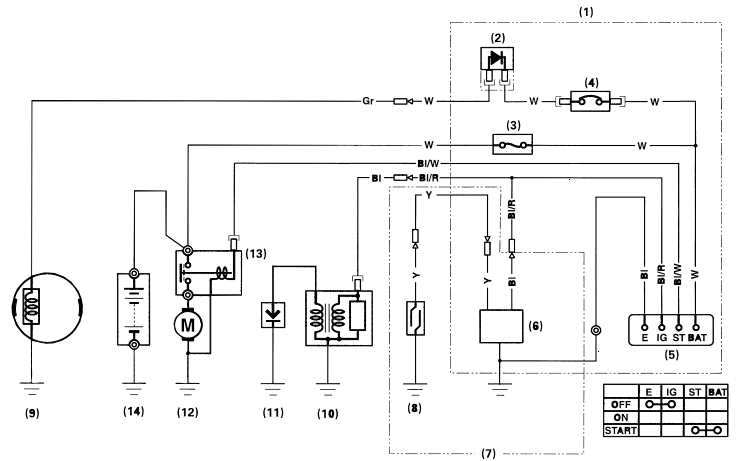 (1)
(2)
(4)
Gr W W W
(3)
W W
Bl/W
Bl Bl/R
Y
Bl/R
(13)
Y Y Bl
Bl Bl/R Bl/W W
M
(6)
E IG ST BAT
(5)
(9) (14) (12) (11) (10) (8)
(7)
E IG ST BAT
OFF
ON
START